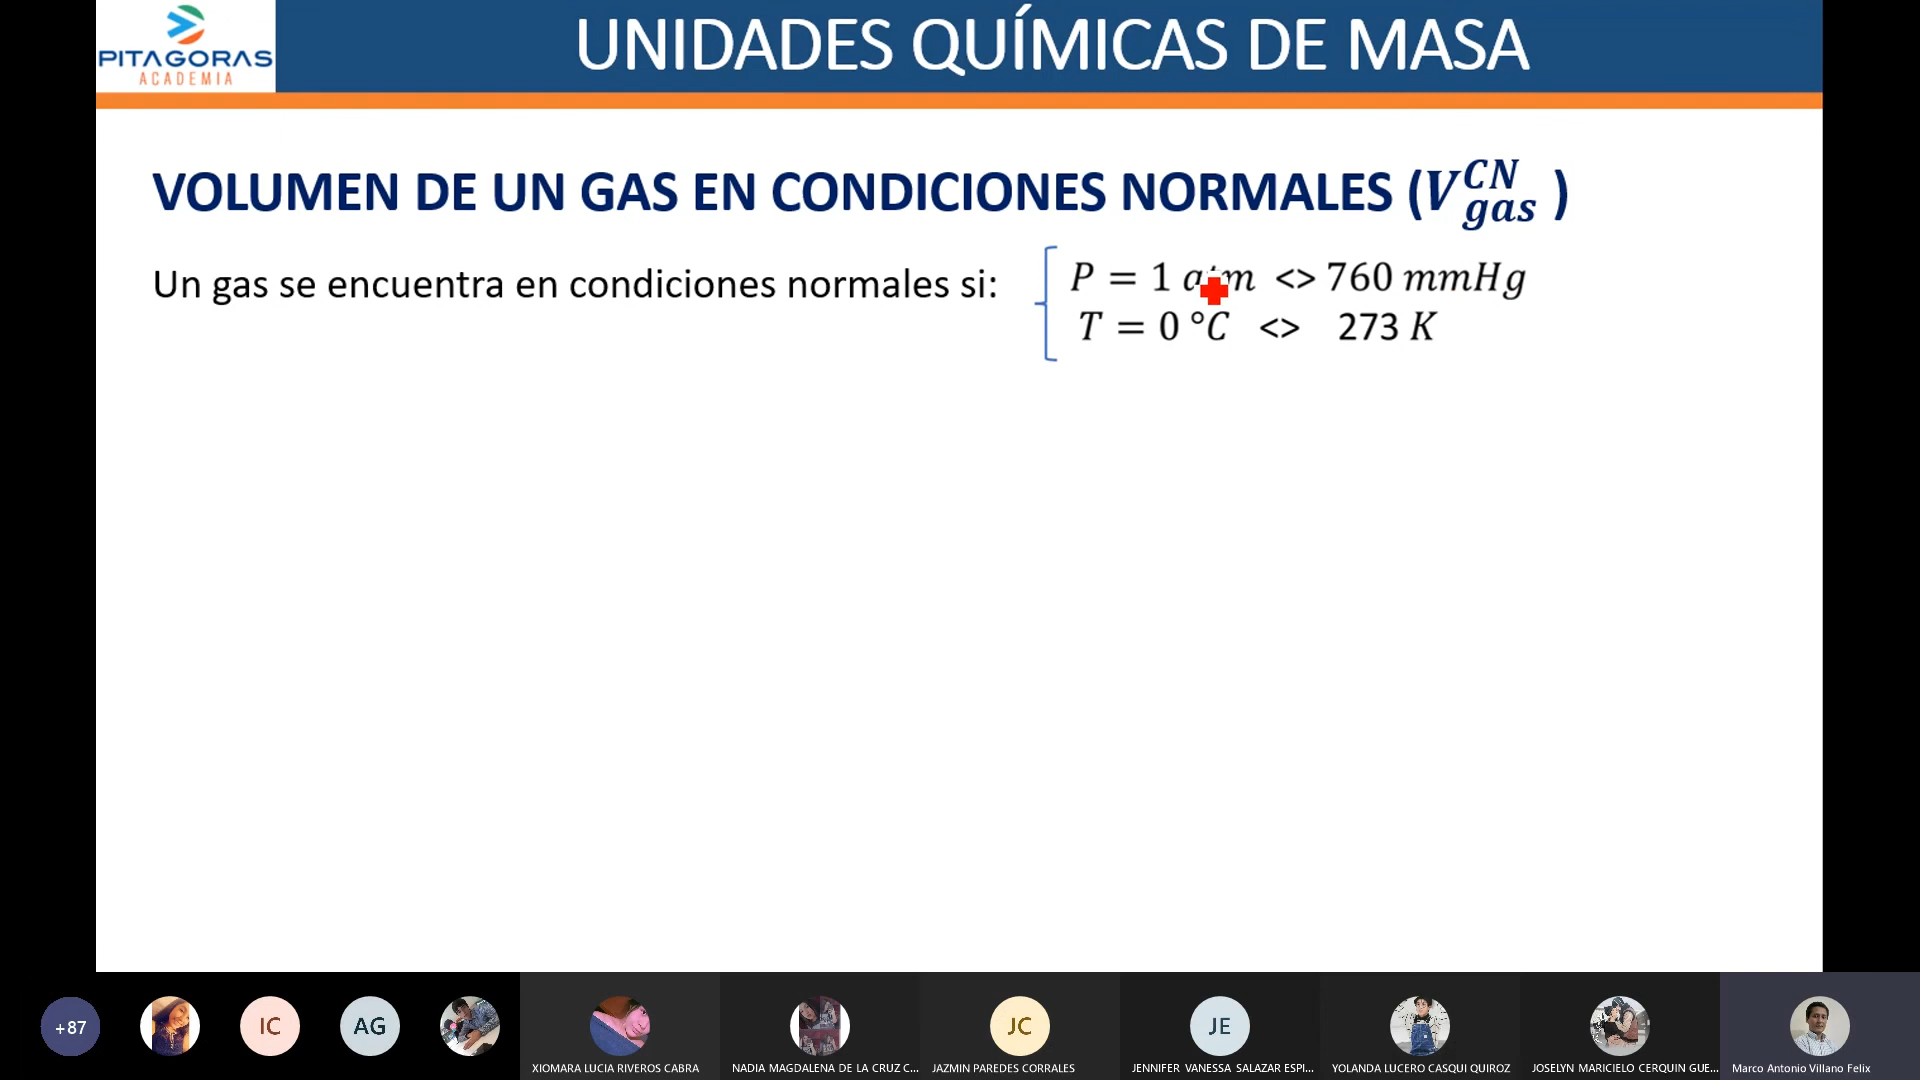 PITAGORAS
ACADEMIA
UNIDADES QUÍMICAS DE MASA
VOLUMEN DE UN GAS EN CONDICIONES NORMALES (V_gas^CN)
Un gas se encuentra en condiciones normales si:
P = 1 atm <> 760 mmHg
T = 0 °C <> 273 K
+87
IC
AG
JC
JE
XIOMARA LUCIA RIVEROS CABRA
NADIA MAGDALENA DE LA CRUZ C...
JAZMIN PAREDES CORRALES
JENNIFER VANESSA SALAZAR ESPI...
YOLANDA LUCERO CASQUI QUIROZ
JOSELYN MARICIELO CERQUIN GUE...
Marco Antonio Villano Felix